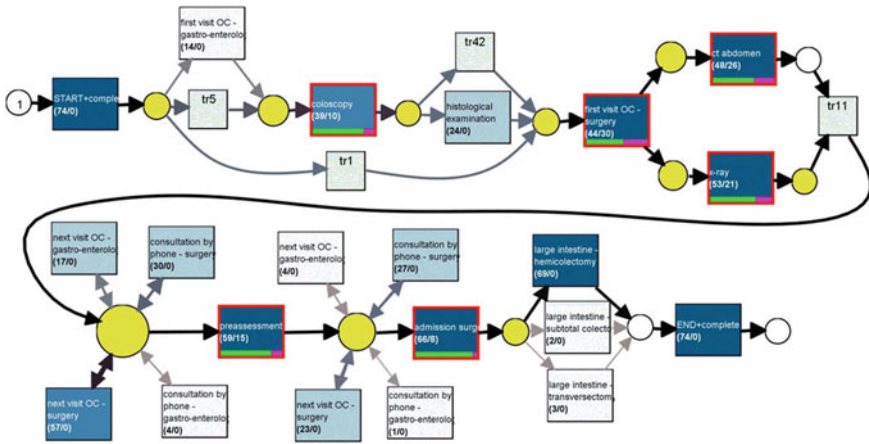 first visit OC -
gastro-enterolo
(14/0)
tr42
1
START+comple
(74/0)
tr5
coloscopy
(39/10)
histological
examination
(24/0)
tr1
first visit OC -
surgery
(44/30)
ct abdomen
(48/26)
tr11
x-ray
(53/21)
next visit OC -
gastro-enterolo
(17/0)
consultation by
phone - surgery
(30/0)
next visit OC -
gastro-enterolo
(4/0)
consultation by
phone - surgery
(27/0)
large intestine -
hemicolectomy
(69/0)
preassessment
(59/15)
admission surge
(66/8)
large intestine -
subtotal colecto
(2/0)
END+complete
(74/0)
next visit OC -
surgery
(57/0)
consultation by
phone -
gastro-enterolo
(4/0)
next visit OC -
surgery
(23/0)
consultation by
phone -
gastro-enterolo
(1/0)
large intestine -
transversectomy
(3/0)